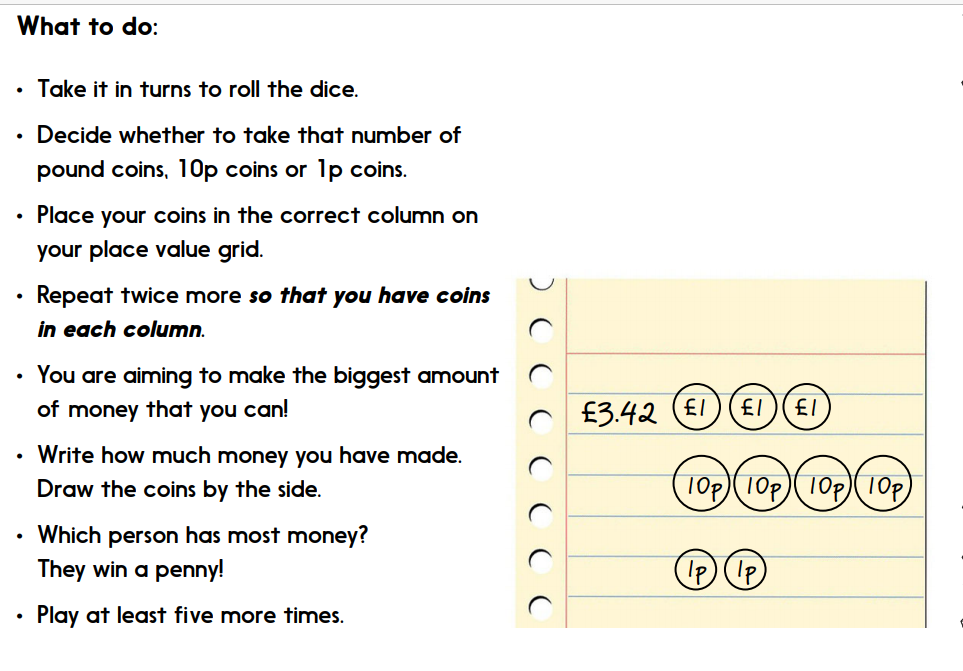 What to do:
• Take it in turns to roll the dice.
• Decide whether to take that number of
pound coins, 10p coins or 1p coins.
• Place your coins in the correct column on
your place value grid.
• Repeat twice more so that you have coins
in each column.
• You are aiming to make the biggest amount
of money that you can!
• Write how much money you have made.
Draw the coins by the side.
• Which person has most money?
They win a penny!
• Play at least five more times.
£3.42 £1 £1 £1
10p 10p 10p 10p
1p 1p